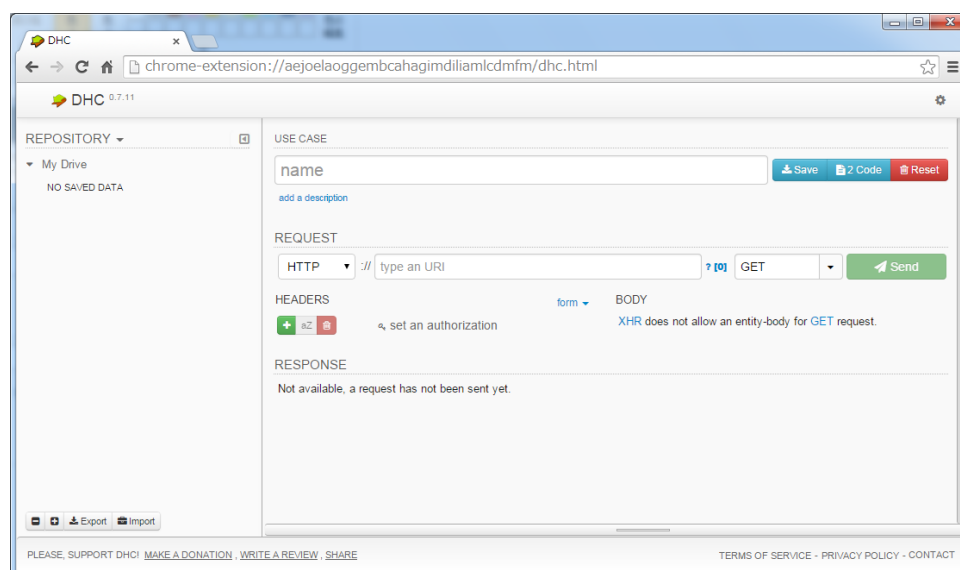 DHC
chrome-extension://aejoelaoggembcahagimdiliamlcdmfm/dhc.html
DHC 0.7.11
REPOSITORY
My Drive
NO SAVED DATA
USE CASE
name
Save 2 Code Reset
add a description
REQUEST
HTTP :// type an URI ? [0] GET Send
HEADERS form BODY
aZ set an authorization XHR does not allow an entity-body for GET request.
RESPONSE
Not available, a request has not been sent yet.
Export Import
PLEASE, SUPPORT DHC! MAKE A DONATION , WRITE A REVIEW , SHARE TERMS OF SERVICE - PRIVACY POLICY - CONTACT